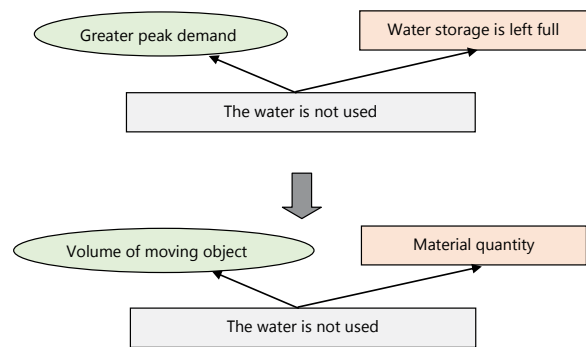 Greater peak demand
Water storage is left full
The water is not used
Volume of moving object
Material quantity
The water is not used